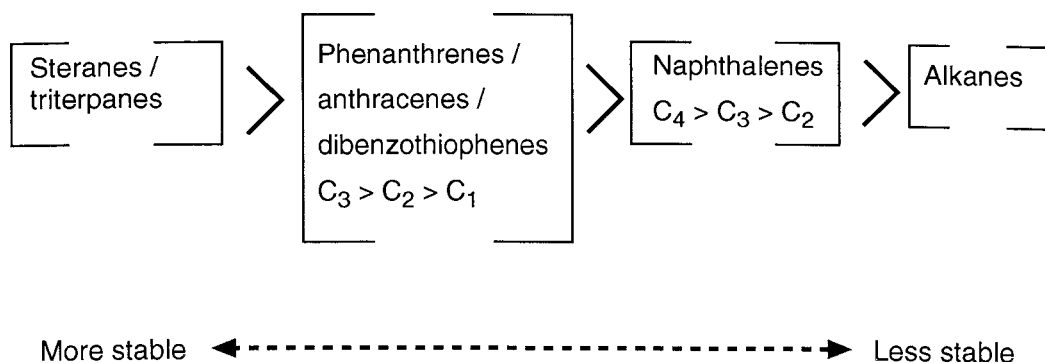 Steranes /
triterpanes
>
Phenanthrenes /
anthracenes /
dibenzothiophenes
C₃ > C₂ > C₁
>
Naphthalenes
C₄ > C₃ > C₂
>
Alkanes
More stable
Less stable